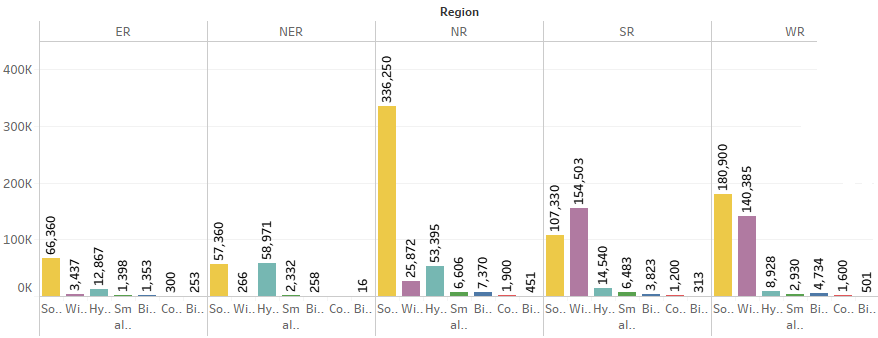 Region
ER NER NR SR WR
400K
300K
200K
100K
0K
66,360 3,437 12,867 1,398 1,353 300 253
57,360 266 58,971 2,332 258 16
336,250 25,872 53,395 6,606 7,370 1,900 451
107,330 154,503 14,540 6,483 3,823 1,200 313
180,900 140,385 8,928 2,930 4,734 1,600 501
So.. Wi.. Hy.. Sm Bi.. Co.. Bi.. So.. Wi.. Hy.. Sm Bi.. Co.. Bi.. So.. Wi.. Hy.. Sm Bi.. Co.. Bi.. So.. Wi.. Hy.. Sm Bi.. Co.. Bi.. So.. Wi.. Hy.. Sm Bi.. Co.. Bi..
al.. al.. al.. al.. al..